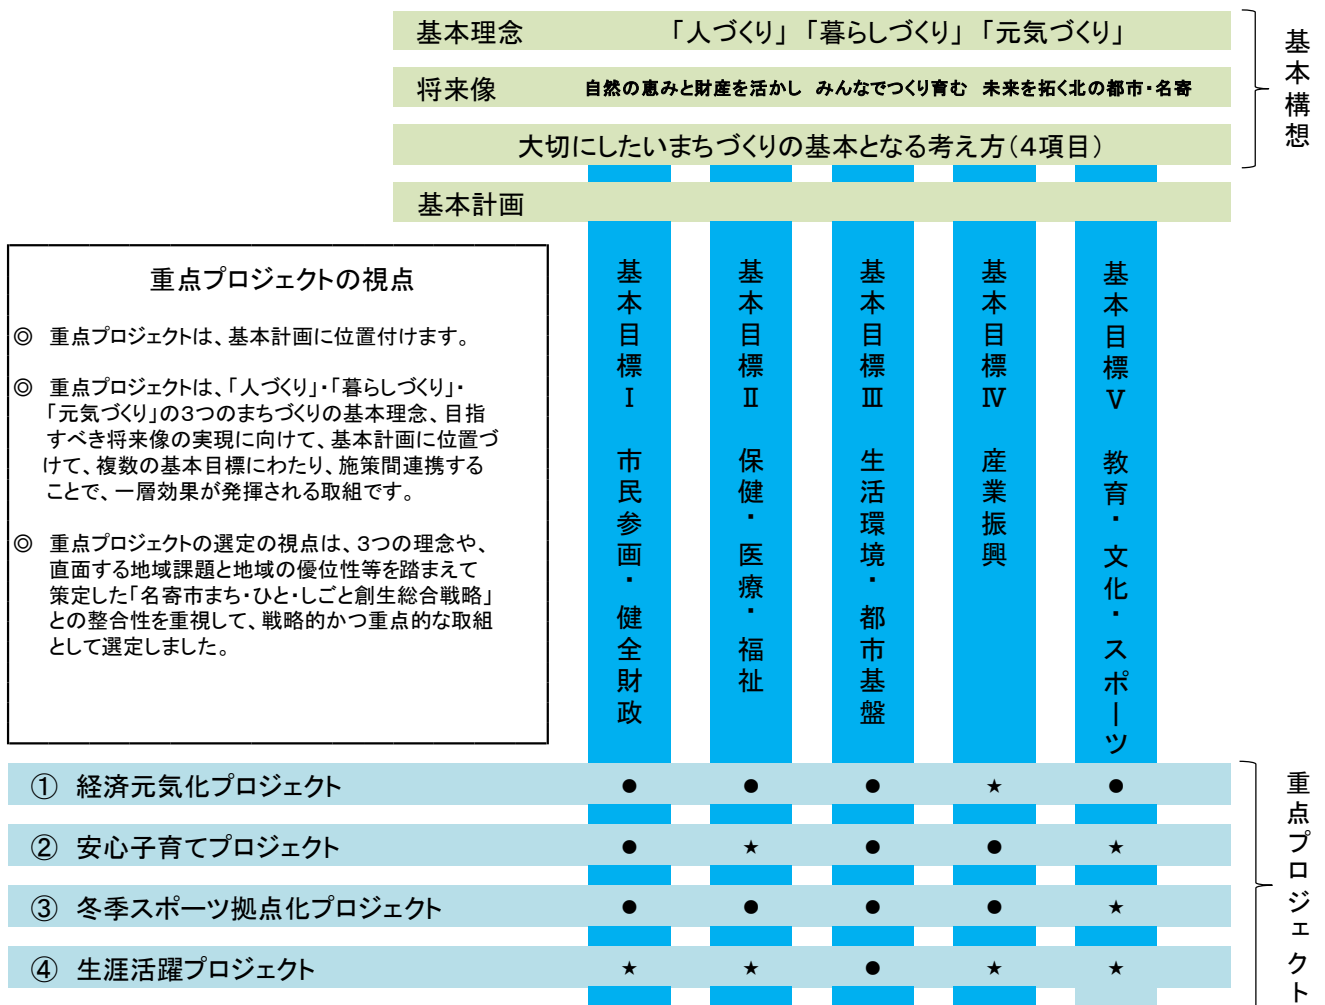 基本理念 「人づくり」「暮らしづくり」「元気づくり」
将来像 自然の恵みと財産を活かし みんなでつくり育む 未来を拓く北の都市・名寄
大切にしたいまちづくりの基本となる考え方（４項目）
基本構想
基本計画
重点プロジェクトの視点
◎ 重点プロジェクトは、基本計画に位置付けます。
◎ 重点プロジェクトは、「人づくり」・「暮らしづくり」・
「元気づくり」の３つのまちづくりの基本理念、目指
すべき将来像の実現に向けて、基本計画に位置づ
けて、複数の基本目標にわたり、施策間連携する
ことで、一層効果が発揮される取組です。
◎ 重点プロジェクトの選定の視点は、３つの理念や、
直面する地域課題と地域の優位性等を踏まえて
策定した「名寄市まち・ひと・しごと創生総合戦略」
との整合性を重視して、戦略的かつ重点的な取組
として選定しました。
基本目標Ⅰ 市民参画・健全財政
基本目標Ⅱ 保健・医療・福祉
基本目標Ⅲ 生活環境・都市基盤
基本目標Ⅳ 産業振興
基本目標Ⅴ 教育・文化・スポーツ
① 経済元気化プロジェクト ● ● ● ★ ●
② 安心子育てプロジェクト ● ★ ● ● ★
③ 冬季スポーツ拠点化プロジェクト ● ● ● ● ★
④ 生涯活躍プロジェクト ★ ★ ● ★ ★
重点プロジェクト